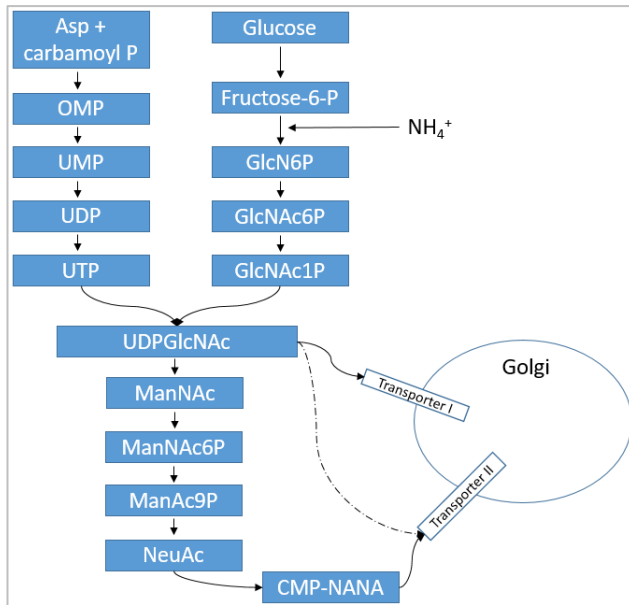 Asp +
carbamoyl P
OMP
UMP
UDP
UTP
Glucose
Fructose-6-P
NH₄⁺
GlcN6P
GlcNAc6P
GlcNAc1P
UDPGlcNAc
ManNAc
ManNAc6P
ManAc9P
NeuAc
CMP-NANA
Golgi
Transporter I
Transporter II